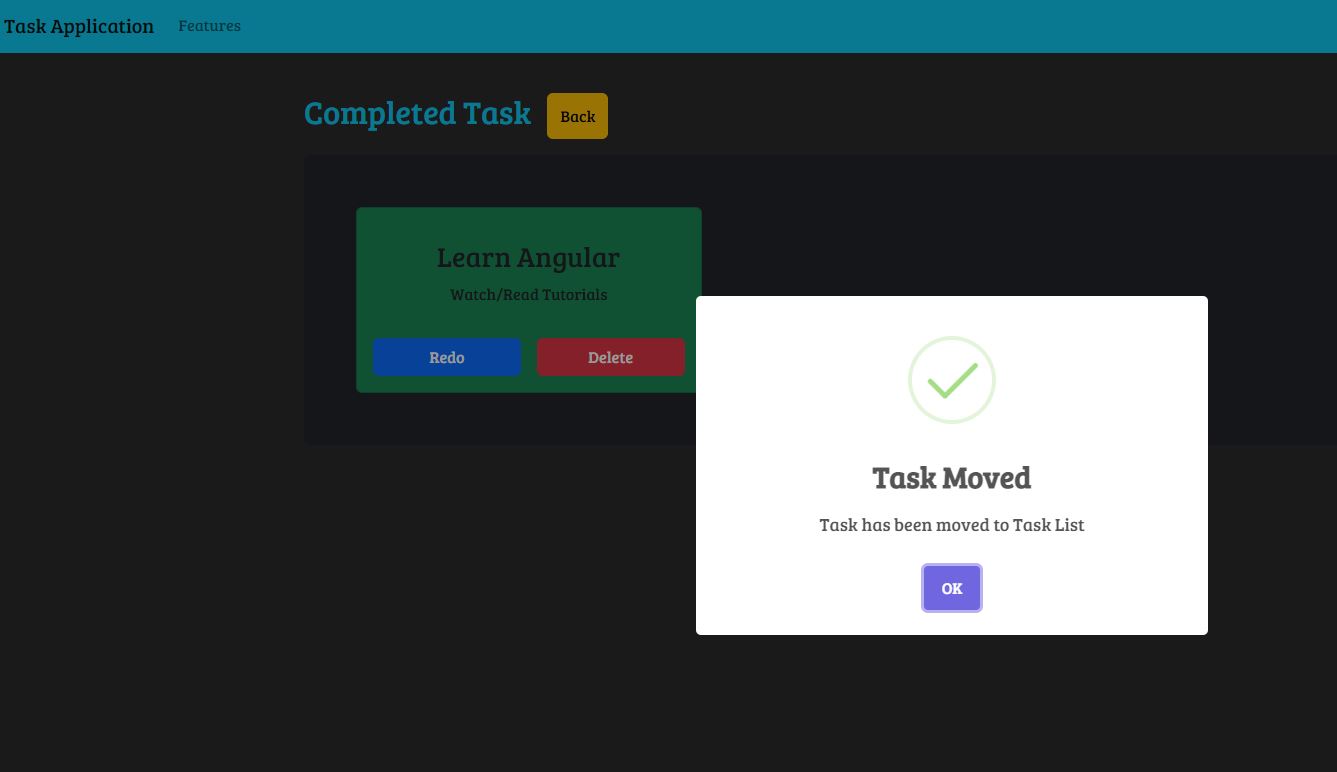 Task Application Features
Completed Task Back
Learn Angular
Watch/Read Tutorials
Redo Delete
Task Moved
Task has been moved to Task List
OK